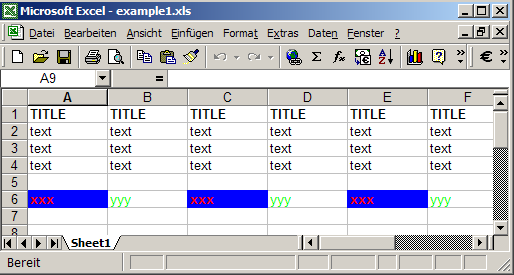 Microsoft Excel - example1.xls
Datei Bearbeiten Ansicht Einfügen Format Extras Daten Fenster ?
F K U € Σ A Z
A9 =
A B C D E F
1 TITLE TITLE TITLE TITLE TITLE TITLE
2 text text text text text text
3 text text text text text text
4 text text text text text text
5
6 xxx yyy xxx yyy xxx yyy
7
8
Sheet1
Bereit